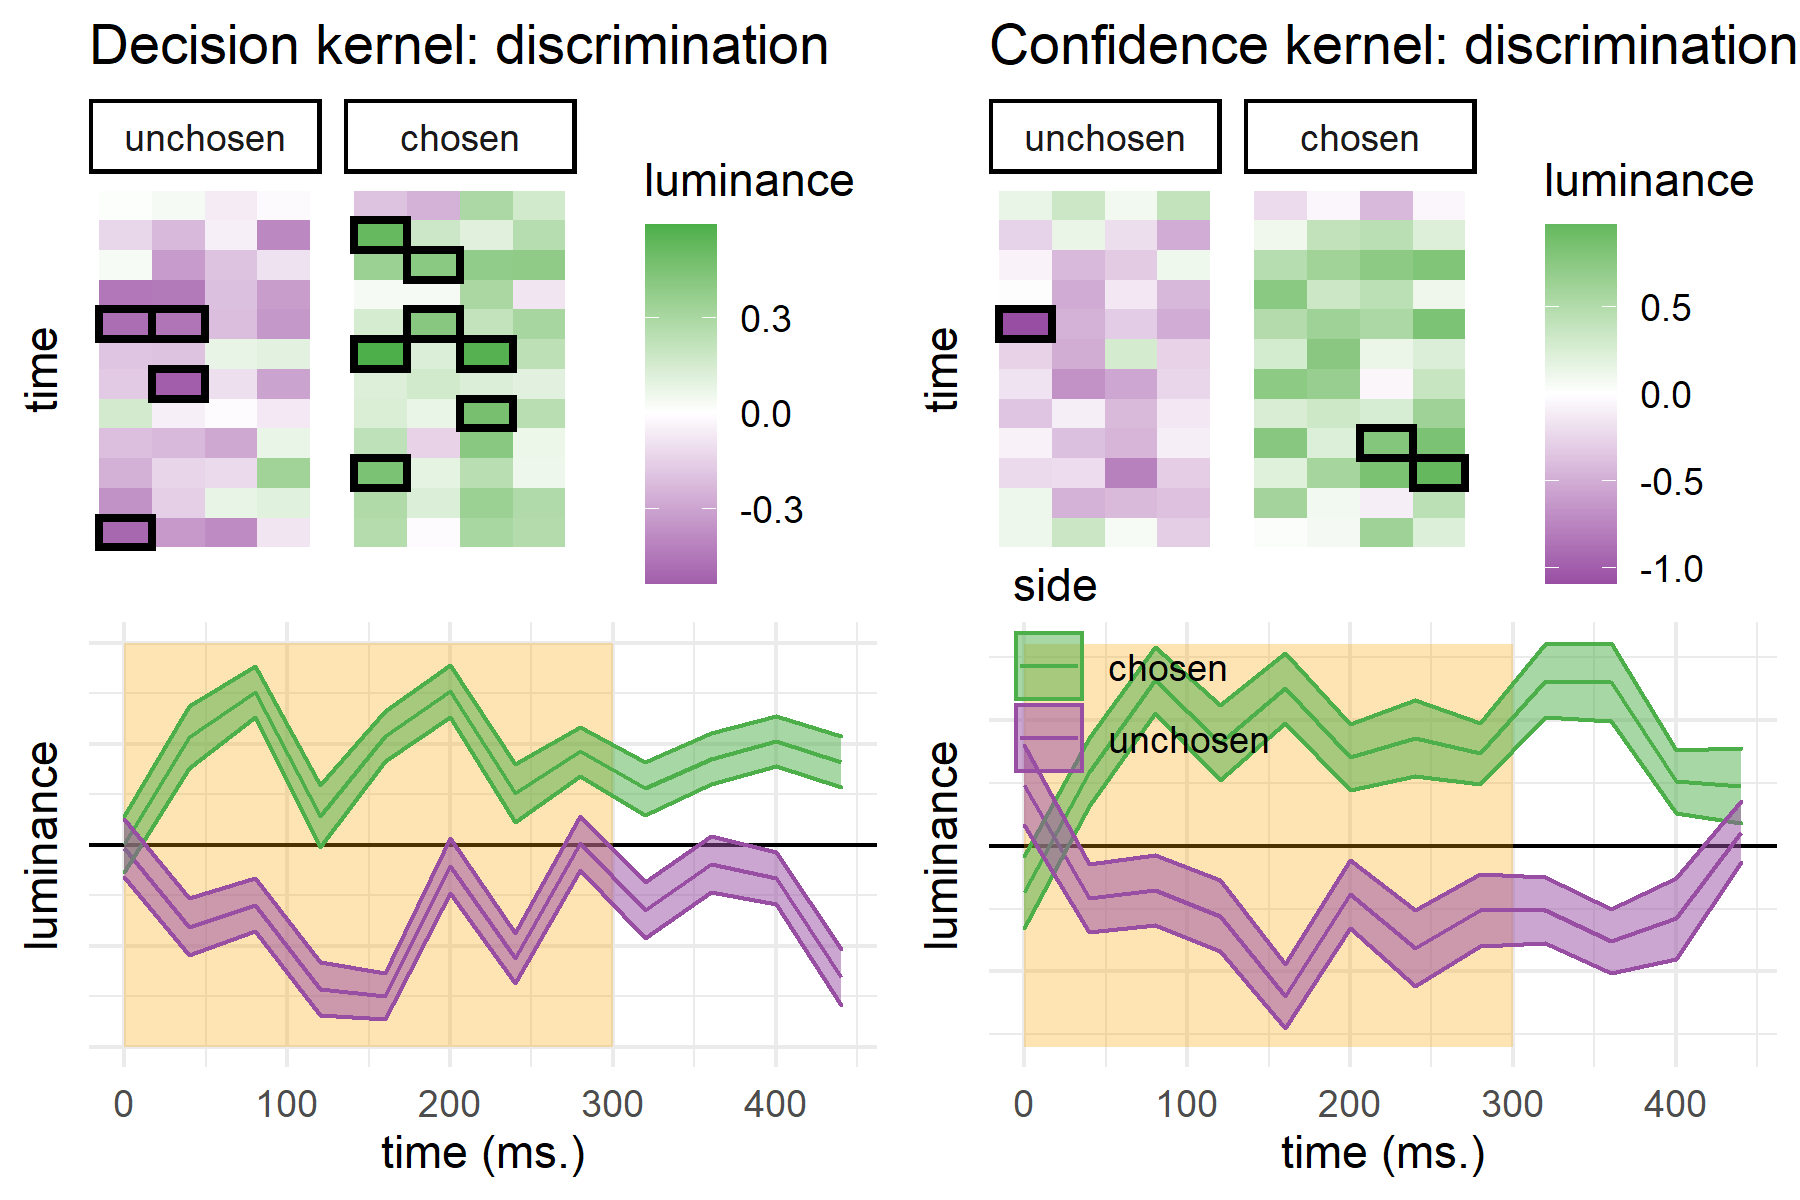 Decision kernel: discrimination
unchosen
chosen
luminance
0.3
0.0
-0.3
time
luminance
0
100
200
300
400
time (ms.)
Confidence kernel: discrimination
unchosen
chosen
luminance
0.5
0.0
-0.5
-1.0
time
side
chosen
unchosen
luminance
0
100
200
300
400
time (ms.)